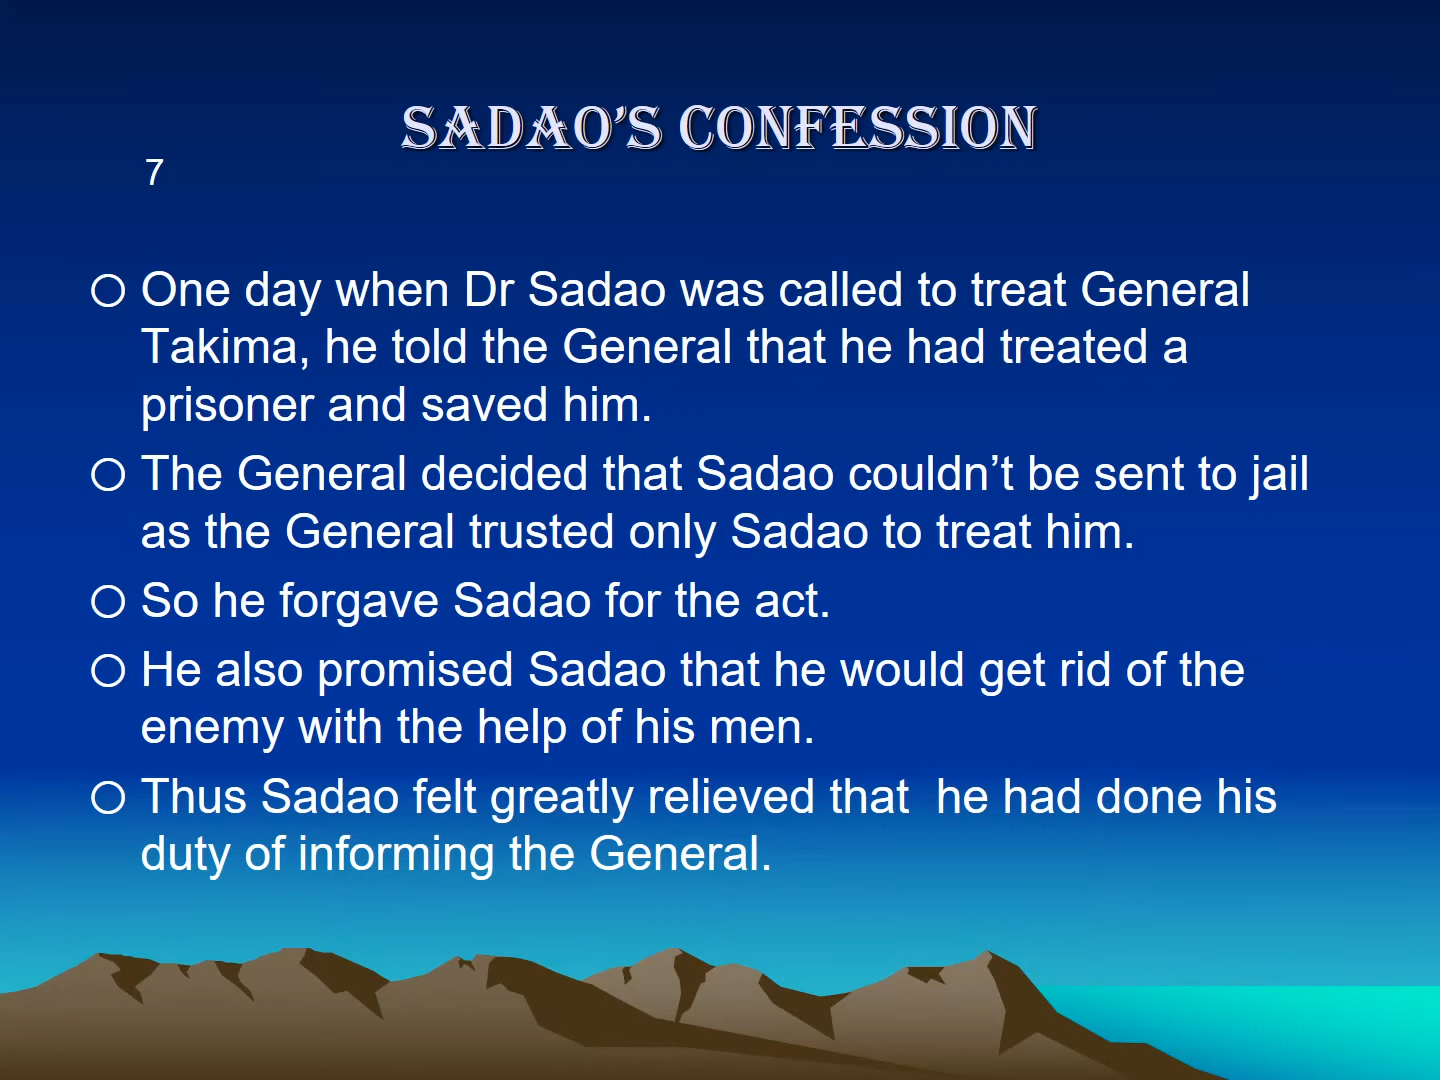 SADAO’S CONFESSION
7
One day when Dr Sadao was called to treat General
Takima, he told the General that he had treated a
prisoner and saved him.
The General decided that Sadao couldn’t be sent to jail
as the General trusted only Sadao to treat him.
So he forgave Sadao for the act.
He also promised Sadao that he would get rid of the
enemy with the help of his men.
Thus Sadao felt greatly relieved that  he had done his
duty of informing the General.